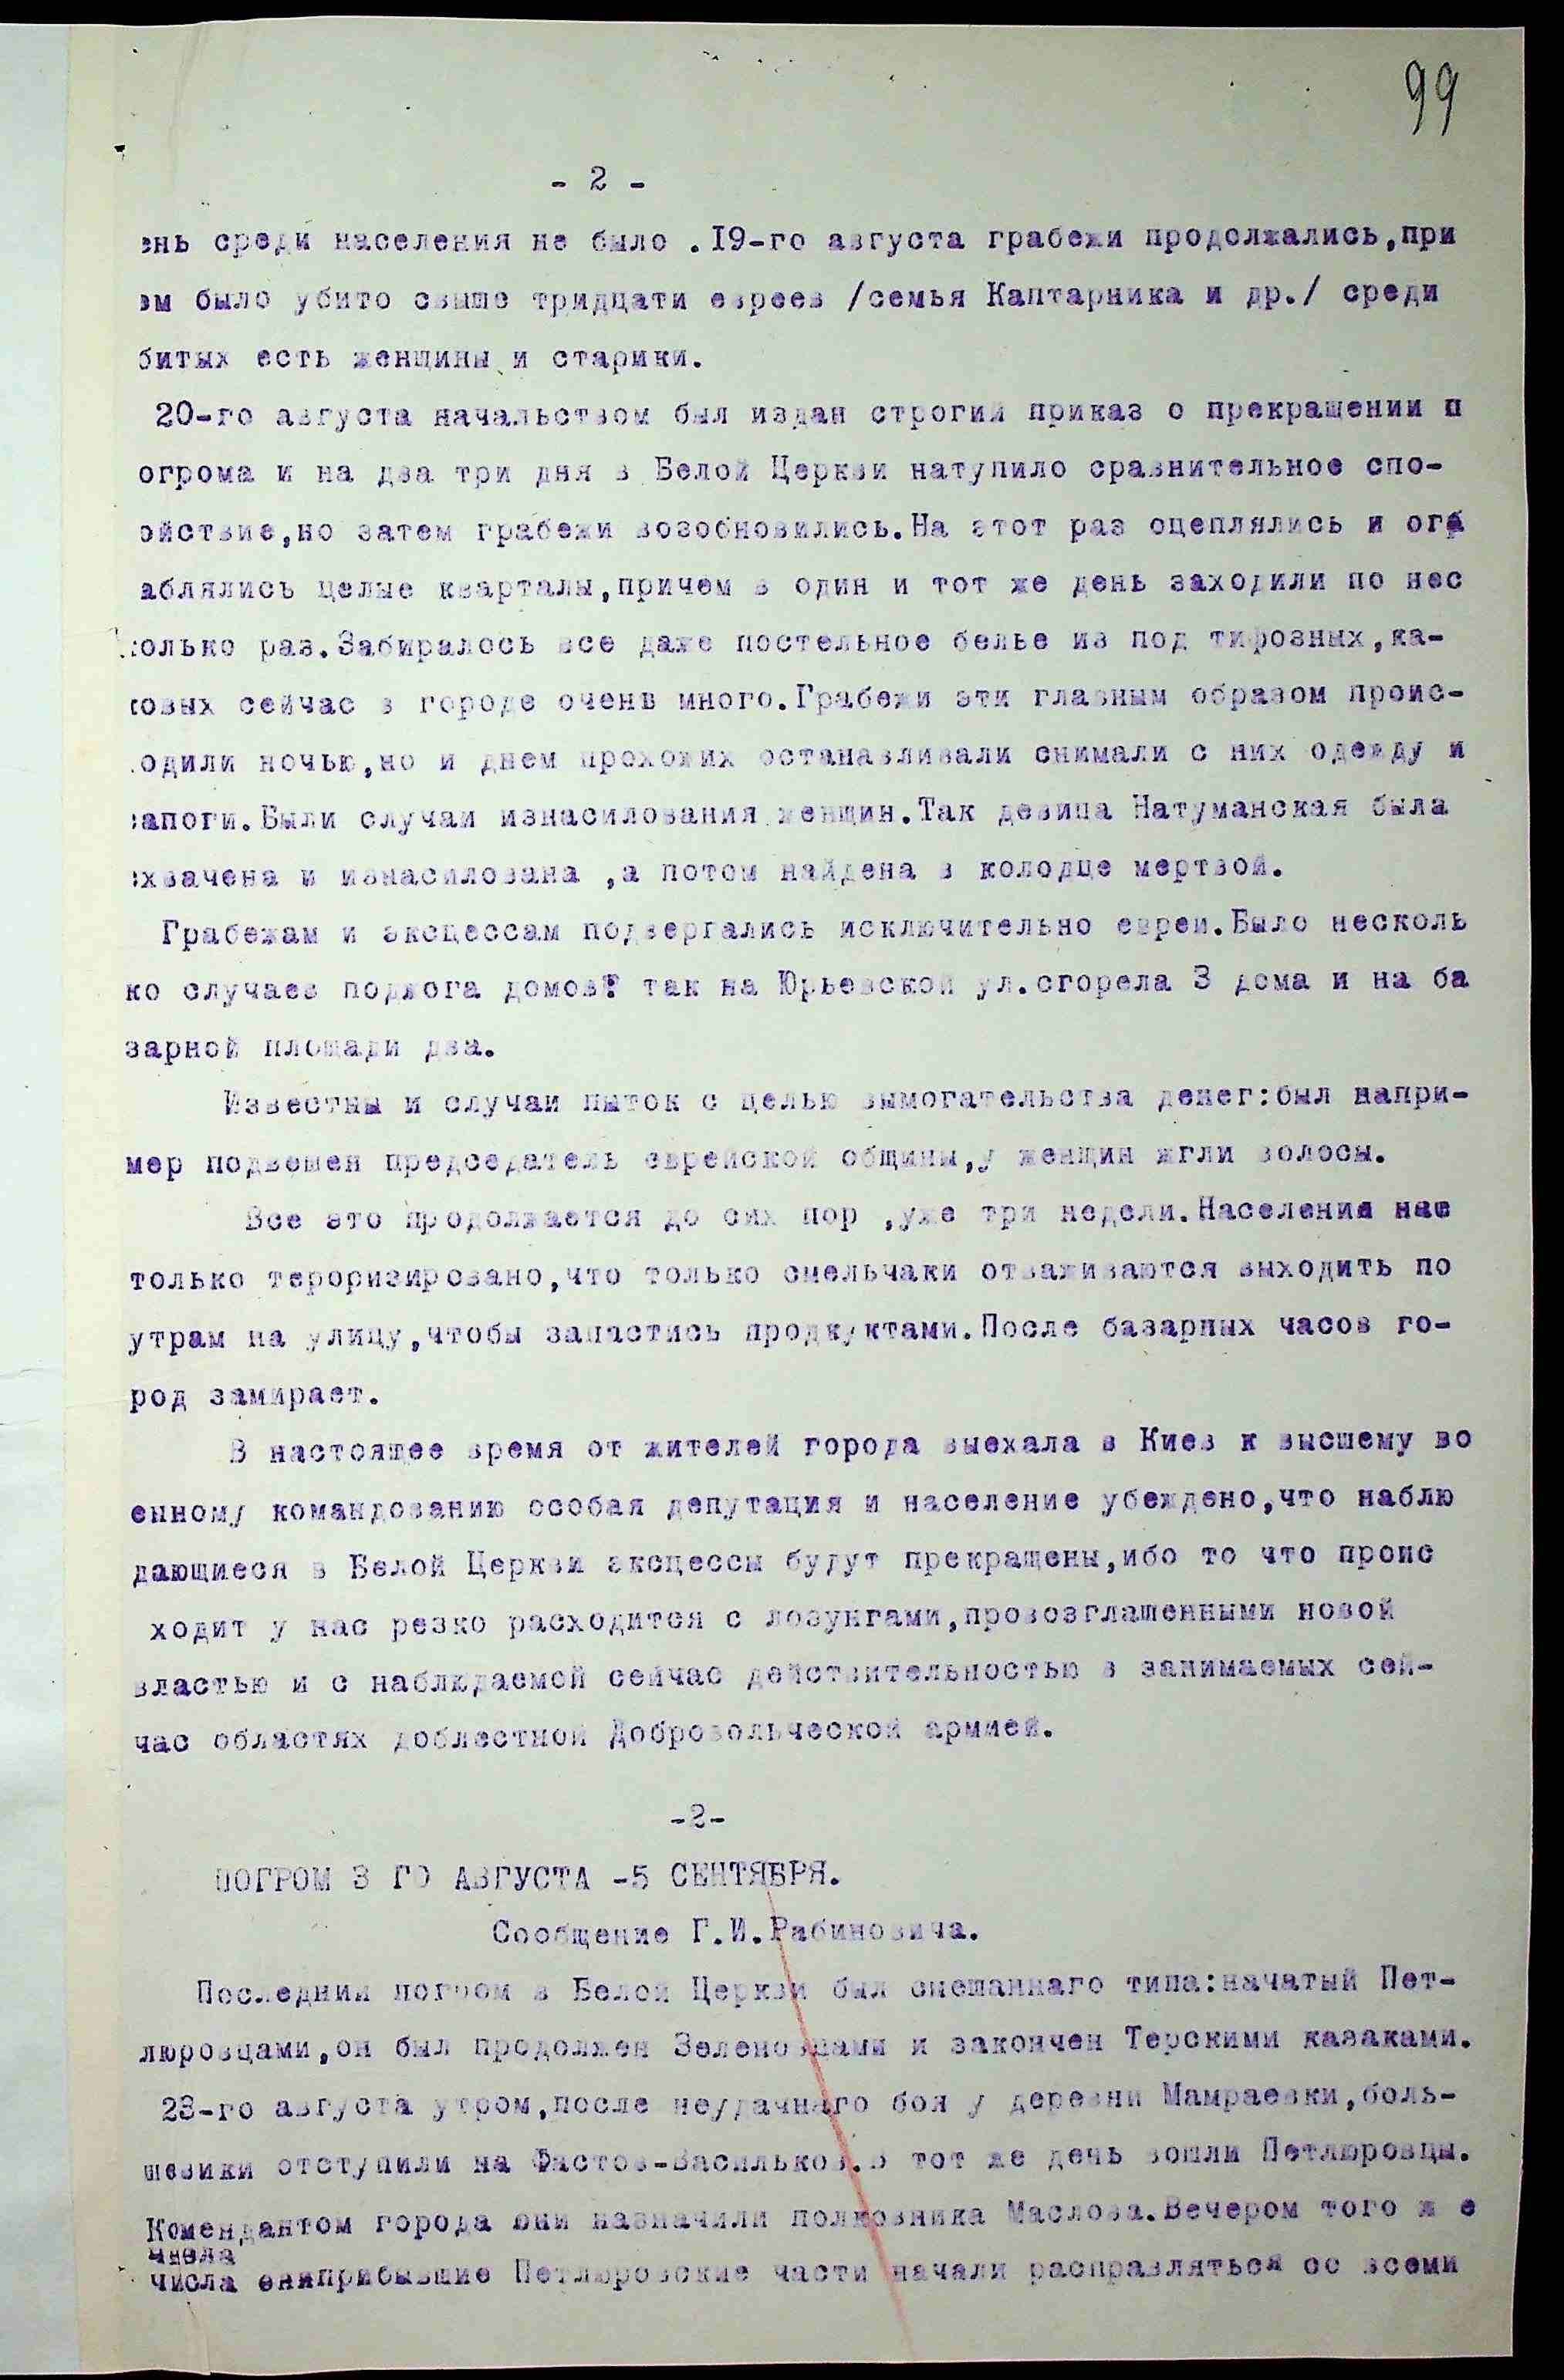 99
- 2 -
энь среди населения не было .19-го августа грабежи продолжались,при
эм было убито свыше тридцати евреев /семья Каптарника и др./ среди
битых есть женщины и старики.
20-го августа начальством был издан строгий приказ о прекращении п
огрома и на два три дня в Белой Церкви натупило сравнительное спо-
ойствие,но затем грабежи возобновились.На этот раз оцеплялись и огр
аблялись целые кварталы,причем в один и тот же день заходили по нес
колько раз.Забиралось все даже постельное белье из под тифозных,ка-
ковых сейчас в городе очень много.Грабежи эти главным образом проис-
одили ночью,но и днем прохожих останавливали снимали с них одежду и
сапоги.Были случаи изнасилования женщин.Так девица Натуманская была
схвачена и изнасилована ,а потом найдена в колодце мертвой.
Грабежам и эксцессам подвергались исключительно евреи.Было несколь
ко случаев поджога домов: так на Юрьевской ул.сгорела 3 дома и на ба
зарной площади два.
Известны и случаи пыток с целью вымогательства денег:был напри-
мер подвешен председатель еврейской общины,у женщин жгли волосы.
Все это продолжается до сих пор ,уже три недели.Население нас
только тероризировано,что только смельчаки отваживаются выходить по
утрам на улицу,чтобы запастись продкуктами.После базарных часов го-
род замирает.
В настоящее время от жителей города выехала в Киев к высшему во
енному командованию особая депутация и население убеждено,что наблю
дающиеся в Белой Церкви эксцессы будут прекращены,ибо то что проис
ходит у нас резко расходится с лозунгами,провозглашенными новой
властью и с наблюдаемой сейчас действительностью в занимаемых сей-
час областях доблестной Добровольческой армией.
-2-
ПОГРОМ 3 ГО АВГУСТА -5 СЕНТЯБРЯ.
Сообщение Г.И.Рабиновича.
Последний погром в Белой Церкви был смешаннаго типа:начатый Пет-
люровцами,он был продолжен Зеленовцами и закончен Терскими казаками.
23-го августа утром,после неудачнаго боя у деревни Мамраевки,боль-
шевики отступили на Фастов-Васильков.В тот же день вошли Петлюровцы.
Комендантом города они назначили полковника Маслова.Вечером того ж е
числа
числа прибывшие Петлюровские части начали расправляться со всеми